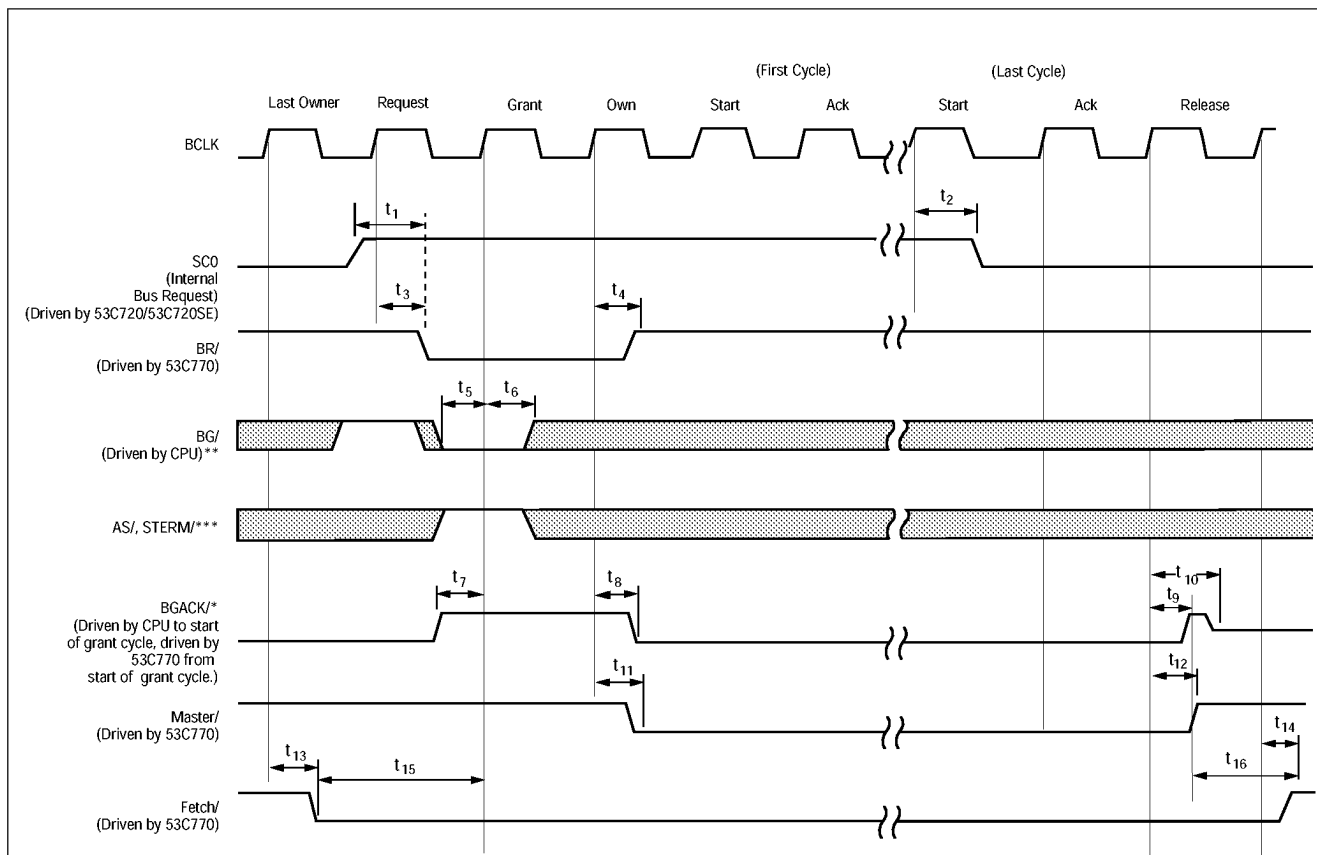 (First Cycle) (Last Cycle)
Last Owner Request Grant Own Start Ack Start Ack Release
BCLK
t1 t2
SC0
(Internal
Bus Request)
(Driven by 53C720/53C720SE)
t3 t4
BR/
(Driven by 53C770)
t5 t6
BG/
(Driven by CPU)**
AS/, STERM/***
t7 t8 t10
t9
BGACK/*
(Driven by CPU to start
of grant cycle, driven by
53C770 from
start of grant cycle.)
t11 t12
Master/
(Driven by 53C770)
t13 t15 t14
t16
Fetch/
(Driven by 53C770)